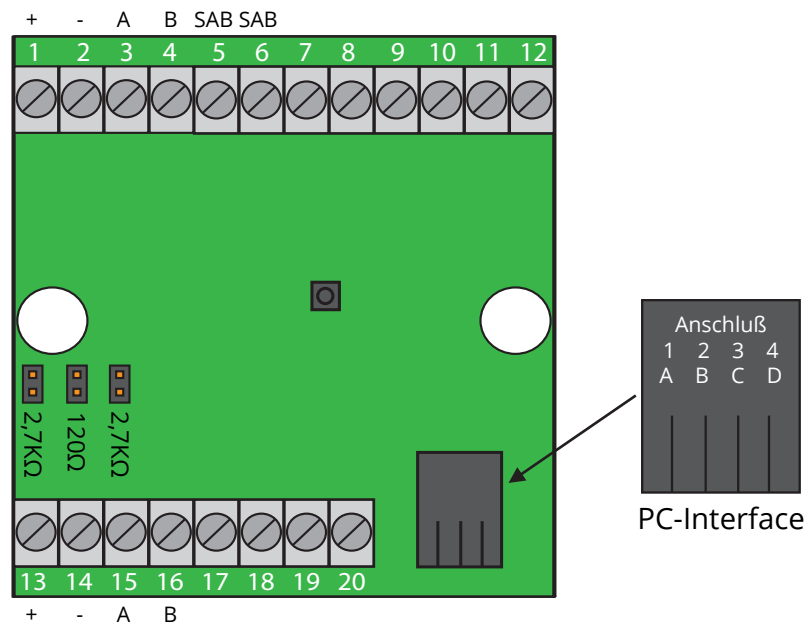 + - A B SAB SAB
1 2 3 4 5 6 7 8 9 10 11 12
Anschluß
1 2 3 4
A B C D
2,7KΩ 120Ω 2,7KΩ
PC-Interface
13 14 15 16 17 18 19 20
+ - A B